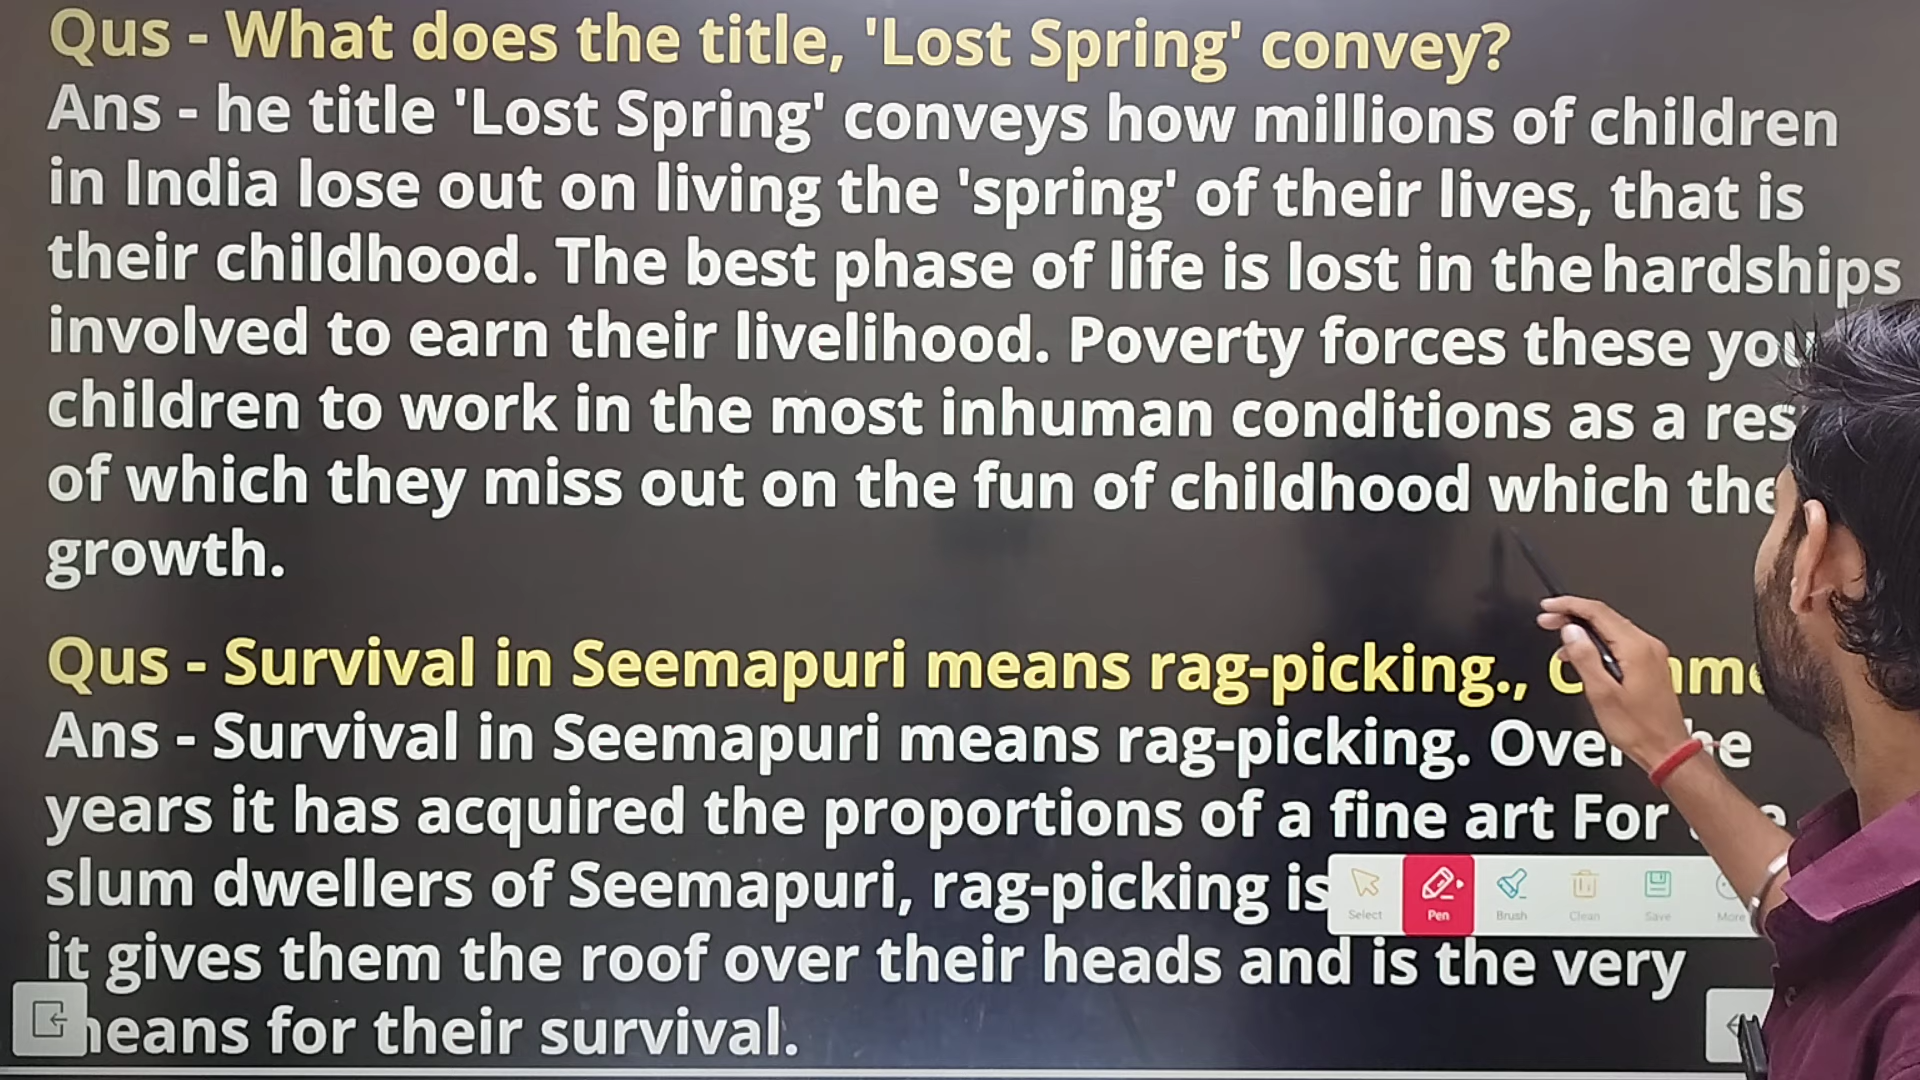 Qus - What does the title, 'Lost Spring' convey?
Ans - he title 'Lost Spring' conveys how millions of children
in India lose out on living the 'spring' of their lives, that is
their childhood. The best phase of life is lost in the hardships
involved to earn their livelihood. Poverty forces these
children to work in the most inhuman conditions as a
of which they miss out on the fun of childhood which
growth.
Qus - Survival in Seemapuri means rag-picking.,
Ans - Survival in Seemapuri means rag-picking. Over the
years it has acquired the proportions of a fine art For
slum dwellers of Seemapuri, rag-picking is
Select Pen Brush Clean Save More
it gives them the roof over their heads and is the very
means for their survival.